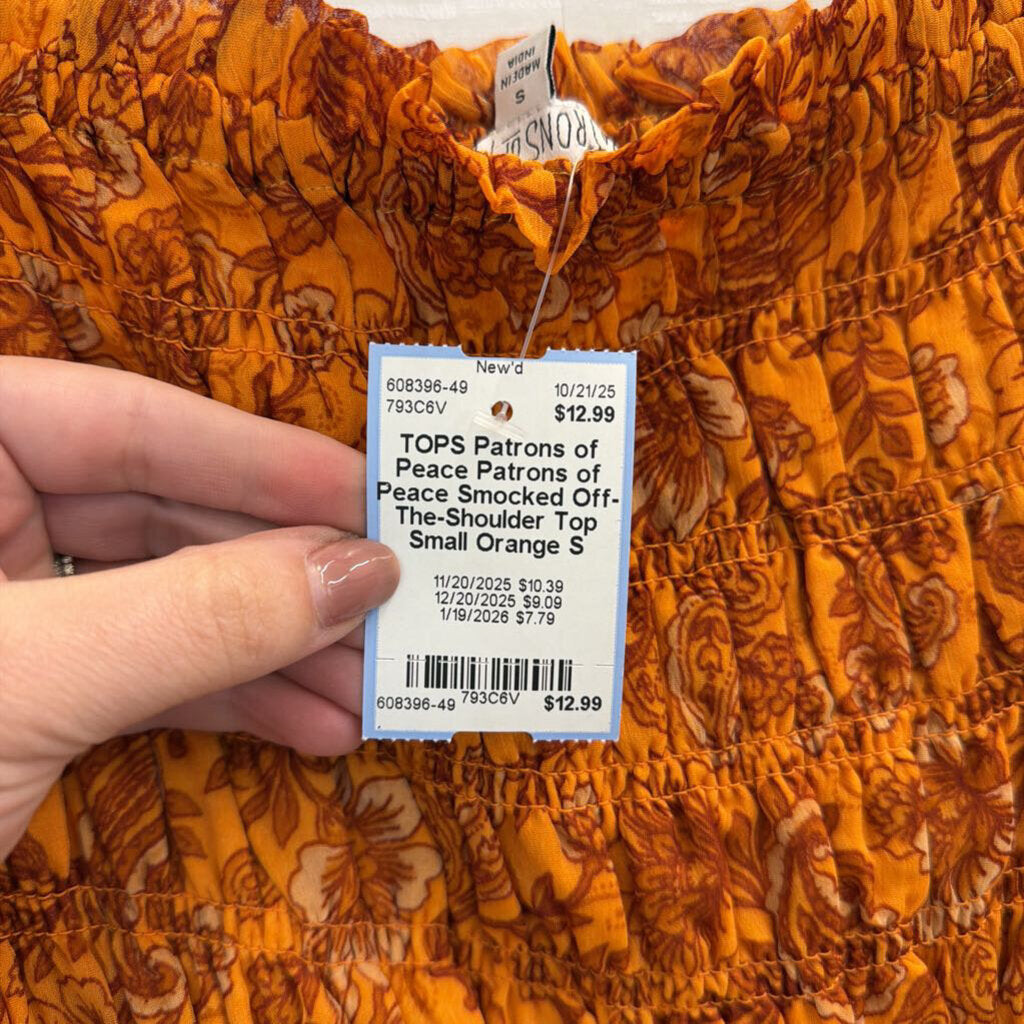 MADE IN
INDIA
S
TRONS OF
New'd
608396-49 10/21/25
793C6V $12.99
TOPS Patrons of
Peace Patrons of
Peace Smocked Off-
The-Shoulder Top
Small Orange S
11/20/2025 $10.39
12/20/2025 $9.09
1/19/2026 $7.79
608396-49 793C6V $12.99